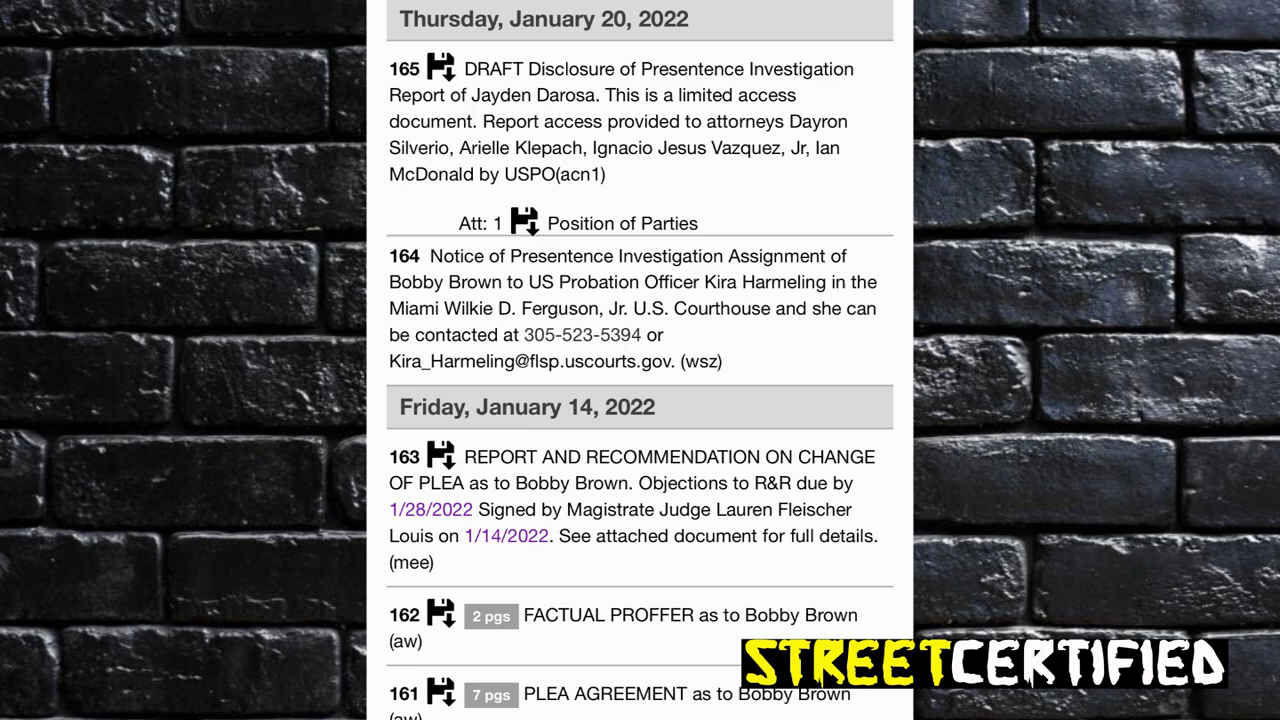 Thursday, January 20, 2022
165 DRAFT Disclosure of Presentence Investigation
Report of Jayden Darosa. This is a limited access
document. Report access provided to attorneys Dayron
Silverio, Arielle Klepach, Ignacio Jesus Vazquez, Jr, Ian
McDonald by USPO(acn1)
Att: 1 Position of Parties
164 Notice of Presentence Investigation Assignment of
Bobby Brown to US Probation Officer Kira Harmeling in the
Miami Wilkie D. Ferguson, Jr. U.S. Courthouse and she can
be contacted at 305-523-5394 or
Kira_Harmeling@flsp.uscourts.gov. (wsz)
Friday, January 14, 2022
163 REPORT AND RECOMMENDATION ON CHANGE
OF PLEA as to Bobby Brown. Objections to R&R due by
1/28/2022 Signed by Magistrate Judge Lauren Fleischer
Louis on 1/14/2022. See attached document for full details.
(mee)
162 2 pgs FACTUAL PROFFER as to Bobby Brown
(aw)
STREETCERTIFIED
161 7 pgs PLEA AGREEMENT as to Bobby Brown
(aw)